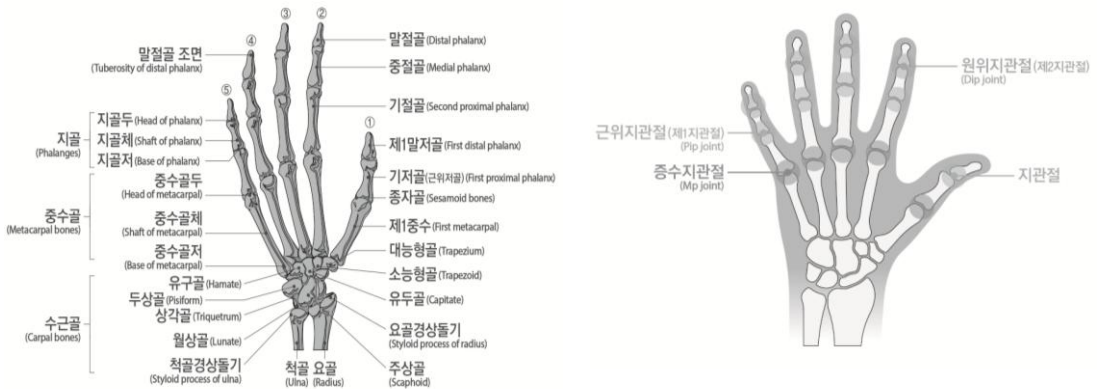 ①
②
③
④
⑤
말절골 조면
(Tuberosity of distal phalanx)
지골
(Phalanges)
지골두 (Head of phalanx)
지골체 (Shaft of phalanx)
지골저 (Base of phalanx)
중수골
(Metacarpal bones)
중수골두
(Head of metacarpal)
중수골체
(Shaft of metacarpal)
중수골저
(Base of metacarpal)
수근골
(Carpal bones)
유구골 (Hamate)
두상골 (Pisiform)
상각골 (Triquetrum)
월상골 (Lunate)
척골경상돌기
(Styloid process of ulna)
척골
(Ulna)
요골
(Radius)
말절골 (Distal phalanx)
중절골 (Medial phalanx)
기절골 (Second proximal phalanx)
제1말저골 (First distal phalanx)
기저골 (근위저골) (First proximal phalanx)
종자골 (Sesamoid bones)
제1중수 (First metacarpal)
대능형골 (Trapezium)
소능형골 (Trapezoid)
유두골 (Capitate)
요골경상돌기
(Styloid process of radius)
주상골
(Scaphoid)
원위지관절 (제2지관절)
(Dip joint)
근위지관절 (제1지관절)
(Pip joint)
중수지관절
(Mp joint)
지관절